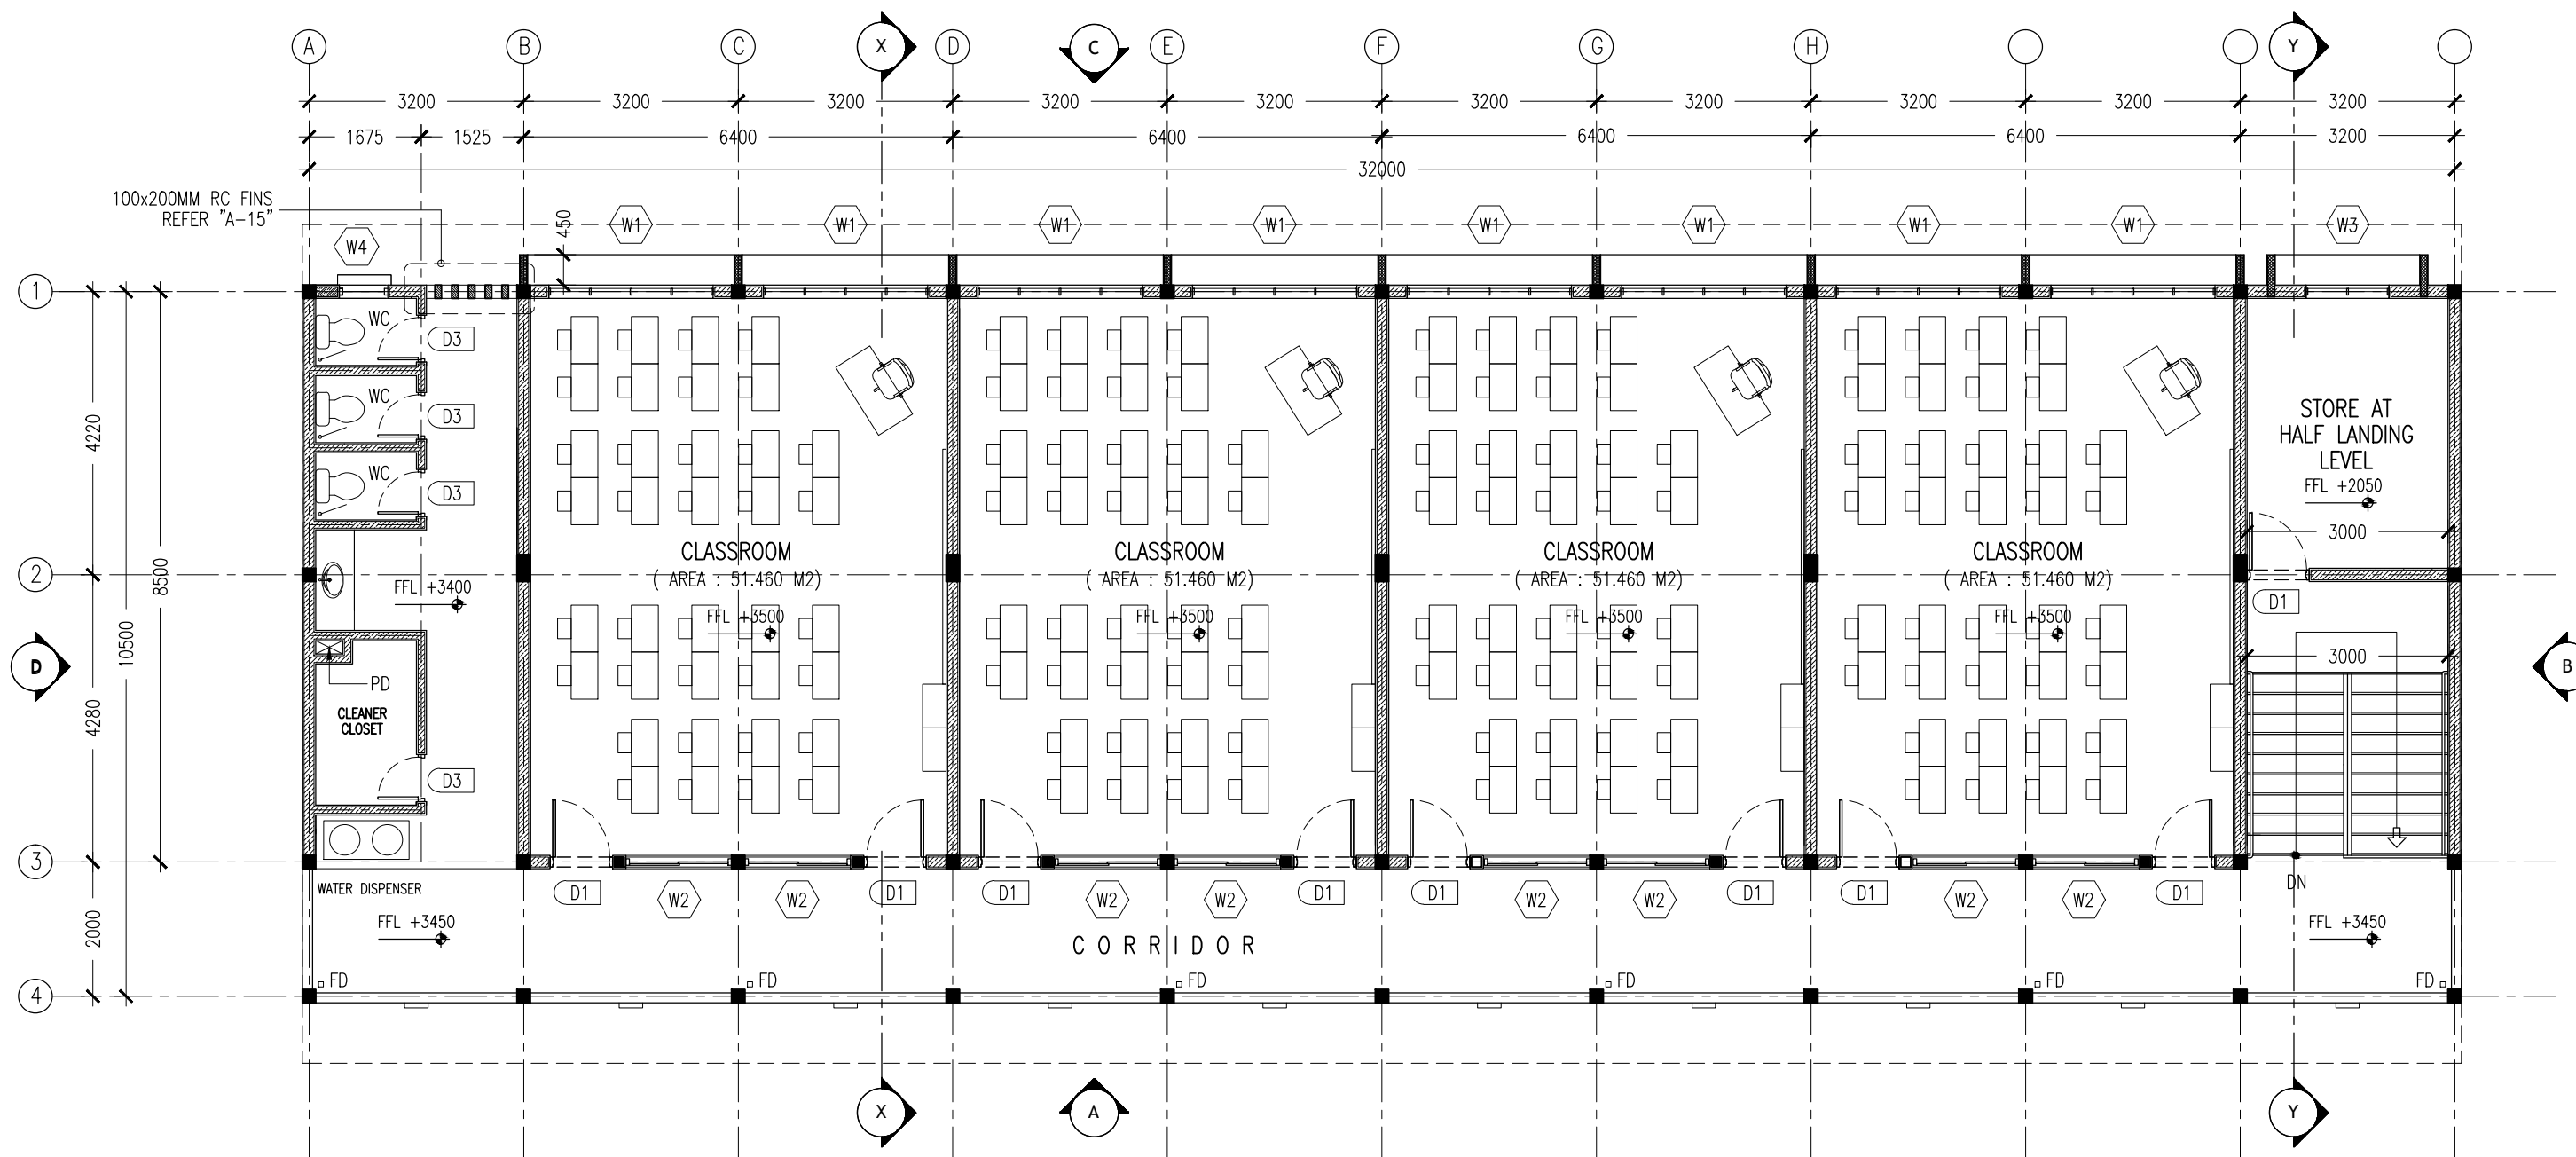 A B X C D C E F G H Y
3200 3200 3200 3200 3200 3200 3200 3200 3200 3200
1675 1525 6400 6400 6400 6400 3200
32000
100x200MM RC FINS
REFER "A-15"
W4 450 W1 W1 W1 W1 W1 W1 W1 W1 W3
1
WC D3
WC D3
WC D3
4220
8500
10500
4280
2000
STORE AT
HALF LANDING
LEVEL
FFL +2050
3000
CLASSROOM CLASSROOM CLASSROOM CLASSROOM
( AREA : 51.460 M2) ( AREA : 51.460 M2) ( AREA : 51.460 M2) ( AREA : 51.460 M2)
2
FFL +3400
D1
FFL +3500 FFL +3500 FFL +3500 FFL +3500
3000
D B
PD
CLEANER
CLOSET
D3
3
WATER DISPENSER
D1 W2 W2 D1 D1 W2 W2 D1 D1 W2 W2 D1 D1 W2 W2 D1
DN
FFL +3450 FFL +3450
CORRIDOR
FD FD FD FD FD FD
4
X A Y